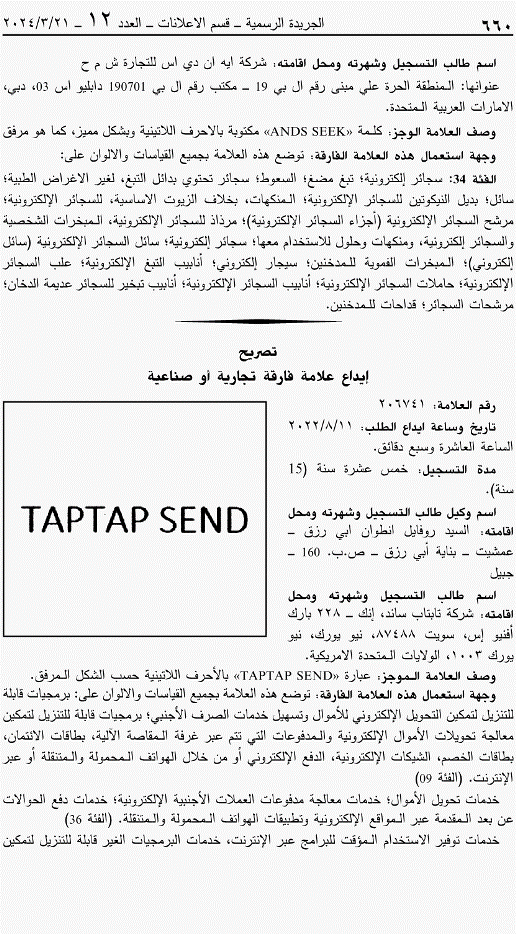 ٦٦٠ الجريدة الرسمية ــ قسم الاعلانات ــ العدد ١٢ ــ ٢٠٢٤/٣/٢١
اسم طالب التسجيل وشهرته ومحل اقامته: شركة ايه ان دي اس للتجارة ش م ح
عنوانها: المنطقة الحرة علي مبنى رقم ال بي 19 ــ مكتب رقم ال بي 190701 دابليو اس 03، دبي،
الامارات العربية المتحدة.
وصف العلامة الوجز: كلمة «ANDS SEEK» مكتوبة بالاحرف اللاتينية وبشكل مميز، كما هو مرفق
وجهة استعمال هذه العلامة الفارقة: توضع هذه العلامة بجميع القياسات والالوان على:
الفئة 34: سجائر إلكترونية؛ تبغ مضغ؛ السعوط؛ سجائر تحتوي بدائل التبغ، لغير الاغراض الطبية؛
سائل؛ بديل النيكوتين للسجائر الإلكترونية؛ المنكهات، بخلاف الزيوت الاساسية، للسجائر الإلكترونية؛
مرشح السجائر الإلكترونية (أجزاء السجائر الإلكترونية)؛ مرذاذ للسجائر الإلكترونية، المبخرات الشخصية
والسجائر إلكترونية، ومنكهات وحلول للاستخدام معها؛ سجائر إلكترونية؛ سائل السجائر الإلكترونية (سائل
إلكتروني)؛ المبخرات الفموية للمدخنين؛ سيجار إلكتروني؛ أنابيب التبغ الإلكترونية؛ علب السجائر
الإلكترونية؛ حاملات السجائر الإلكترونية؛ أنابيب السجائر الإلكترونية؛ أنابيب تبخير للسجائر عديمة الدخان؛
مرشحات السجائر؛ قداحات للمدخنين.
تصريح
إيداع علامة فارقة تجارية أو صناعية
رقم العلامة: ٢٠٦٧٤١
تاريخ وساعة ايداع الطلب: ٢٠٢٢/٨/١١
الساعة العاشرة وسبع دقائق.
مدة التسجيل: خمس عشرة سنة (15
سنة).
اسم وكيل طالب التسجيل وشهرته ومحل
اقامته: السيد روفايل انطوان ابي رزق ــ
عمشيت ــ بناية أبي رزق ــ ص.ب. 160 ــ
جبيل
اسم طالب التسجيل وشهرته ومحل
اقامته: شركة تابتاب ساند، إنك ــ ٢٢٨ بارك
أفنيو إس، سويت ٨٧٤٨٨، نيو يورك، نيو
يورك ١٠٠٣، الولايات المتحدة الامريكية.
TAPTAP SEND
وصف العلامة الموجز: عبارة «TAPTAP SEND» بالأحرف اللاتينية حسب الشكل المرفق.
وجهة استعمال هذه العلامة الفارقة: توضع هذه العلامة بجميع القياسات والالوان على: برمجيات قابلة
للتنزيل لتمكين التحويل الإلكتروني للأموال وتسهيل خدمات الصرف الأجنبي؛ برمجيات قابلة للتنزيل لتمكين
معالجة تحويلات الأموال الإلكترونية والمدفوعات التي تتم عبر غرفة المقاصة الآلية، بطاقات الائتمان،
بطاقات الخصم، الشيكات الإلكترونية، الدفع الإلكتروني أو من خلال الهواتف المحمولة والمتنقلة أو عبر
الإنترنت. (الفئة 09)
خدمات تحويل الأموال؛ خدمات معالجة مدفوعات العملات الأجنبية الإلكترونية؛ خدمات دفع الحوالات
عن بعد المقدمة عبر المواقع الإلكترونية وتطبيقات الهواتف المحمولة والمتنقلة. (الفئة 36)
خدمات توفير الاستخدام المؤقت للبرامج عبر الإنترنت، خدمات البرمجيات الغير قابلة للتنزيل لتمكين